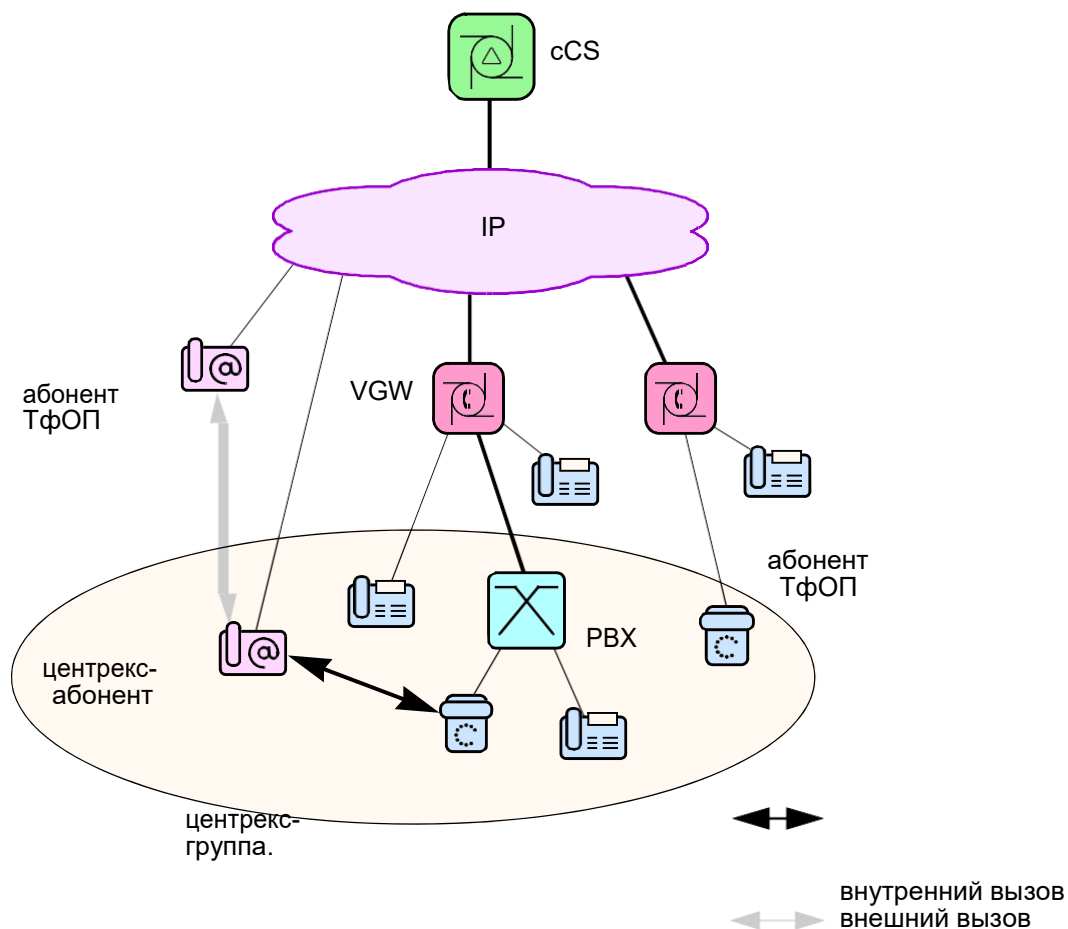 cCS
IP
абонент
ТфОП
VGW
абонент
ТфОП
PBX
центрекс-
абонент
центрекс-
группа.
внутренний вызов
внешний вызов